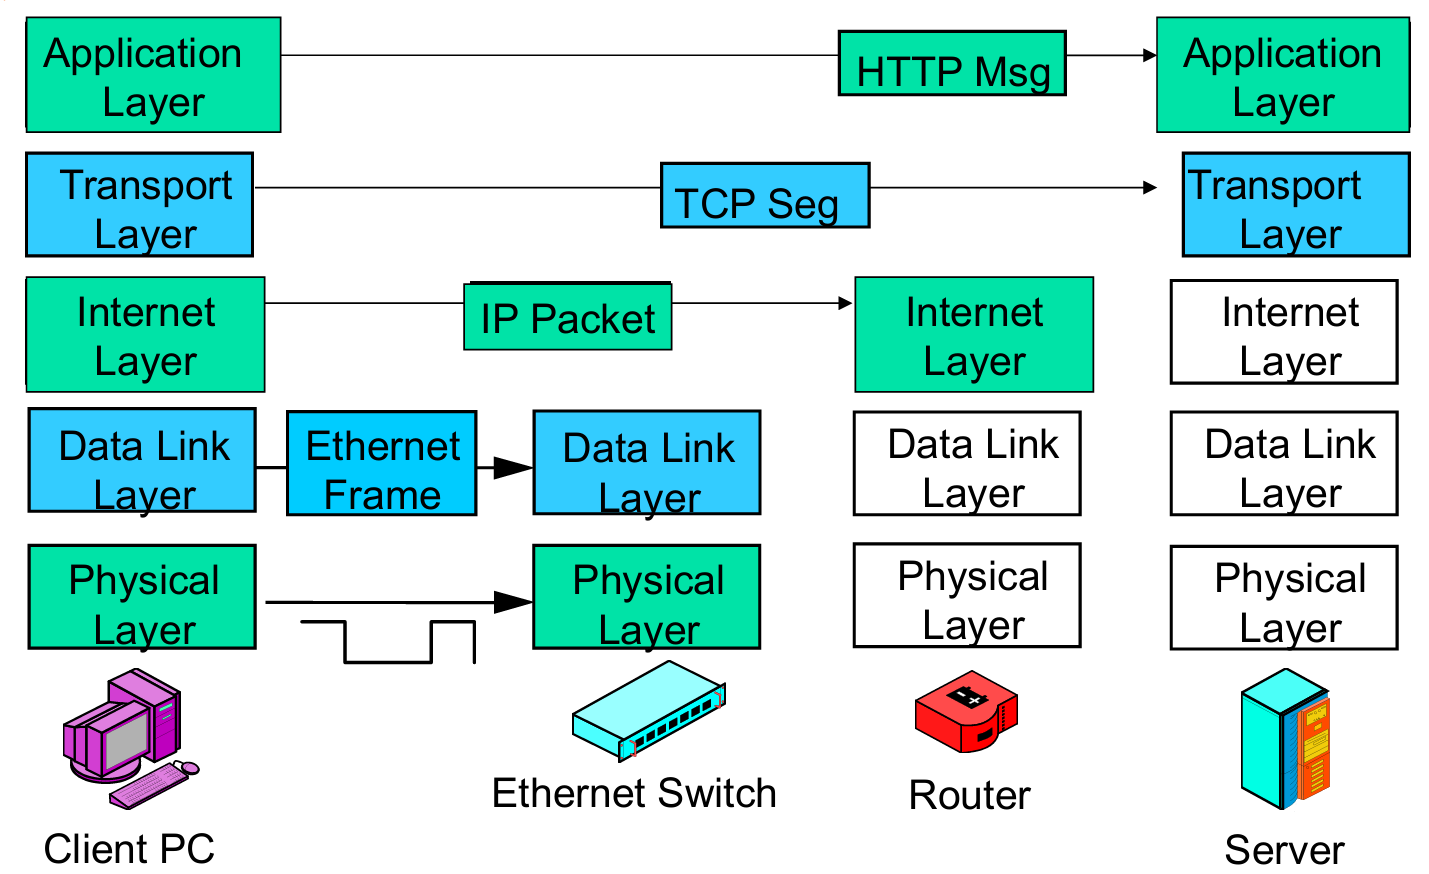 Application
Layer
HTTP Msg
Application
Layer
Transport
Layer
TCP Seg
Transport
Layer
Internet
Layer
IP Packet
Internet
Layer
Internet
Layer
Data Link
Layer
Ethernet
Frame
Data Link
Layer
Data Link
Layer
Data Link
Layer
Physical
Layer
Physical
Layer
Physical
Layer
Physical
Layer
Client PC
Ethernet Switch
Router
Server